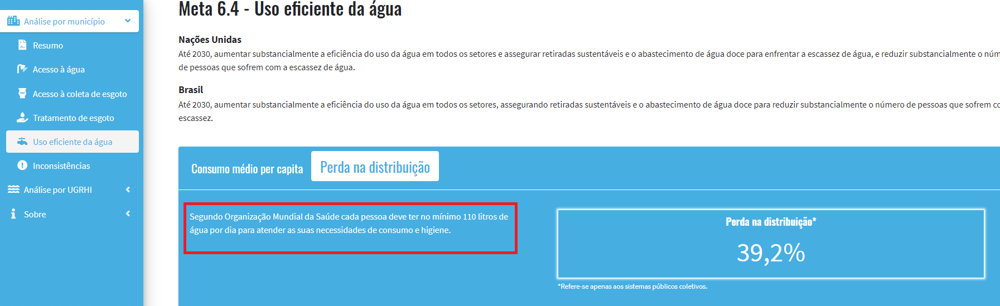 Análise por município
Resumo
Acesso à água
Acesso à coleta de esgoto
Tratamento de esgoto
Uso eficiente da água
Inconsistências
Análise por UGRHI
Sobre
Meta 6.4 - Uso eficiente da água
Nações Unidas
Até 2030, aumentar substancialmente a eficiência do uso da água em todos os setores e assegurar retiradas sustentáveis e o abastecimento de água doce para enfrentar a escassez de água, e reduzir substancialmente o núm
de pessoas que sofrem com a escassez de água.
Brasil
Até 2030, aumentar substancialmente a eficiência do uso da água em todos os setores, assegurando retiradas sustentáveis e o abastecimento de água doce para reduzir substancialmente o número de pessoas que sofrem co
escassez.
Consumo médio per capita
Perda na distribuição
Segundo Organização Mundial da Saúde cada pessoa deve ter no mínimo 110 litros de
água por dia para atender as suas necessidades de consumo e higiene.
Perda na distribuição*
39,2%
*Refere-se apenas aos sistemas públicos coletivos.